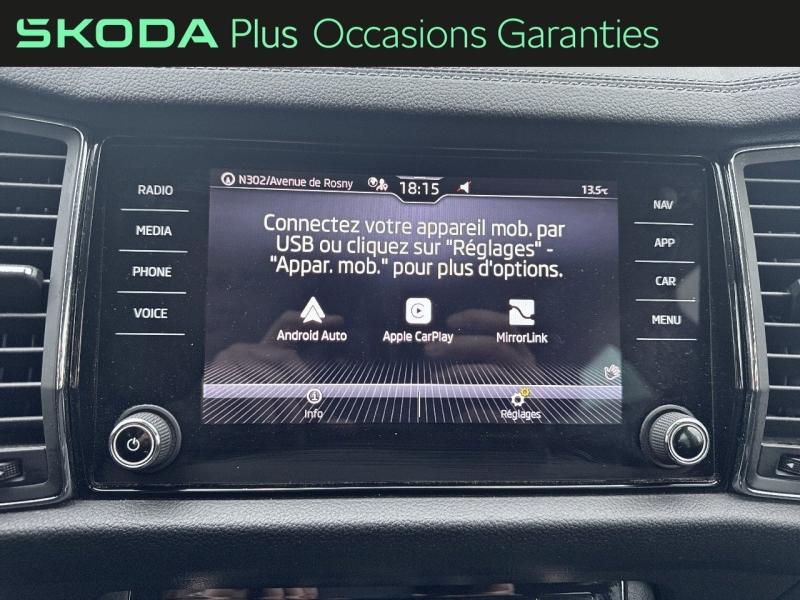 SKODA Plus Occasions Garanties
N302/Avenue de Rosny 18:15 13.5°C
RADIO
MEDIA
PHONE
VOICE
Connectez votre appareil mob. par
USB ou cliquez sur "Réglages" -
"Appar. mob." pour plus d'options.
Android Auto Apple CarPlay MirrorLink
Info Réglages
NAV
APP
CAR
MENU